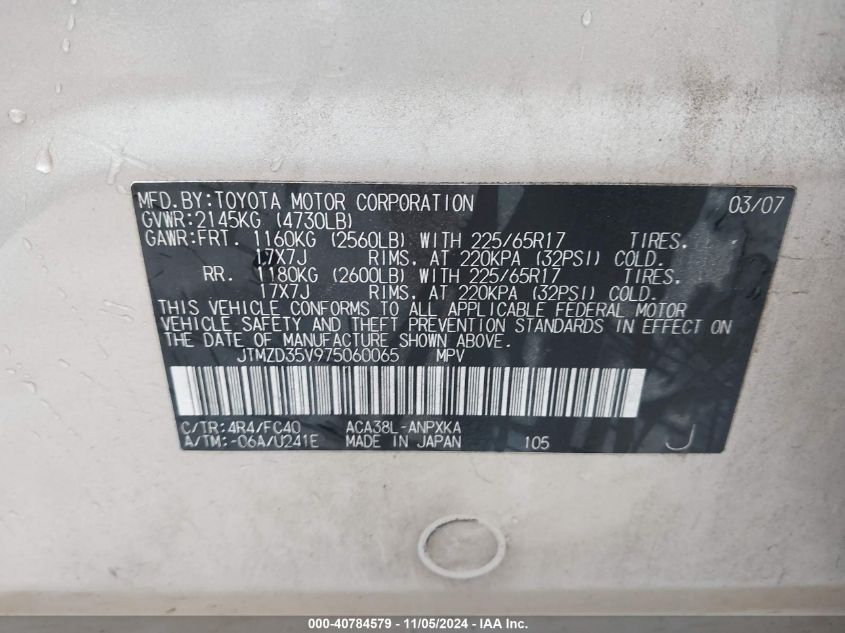 MFD.BY:TOYOTA MOTOR CORPORATION 03/07
GVWR:2145KG (4730LB)
GAWR:FRT. 1160KG (2560LB) WITH 225/65R17 TIRES.
17X7J RIMS. AT 220KPA (32PSI) COLD.
RR. 1180KG (2600LB) WITH 225/65R17 TIRES.
17X7J RIMS. AT 220KPA (32PSI) COLD.
THIS VEHICLE CONFORMS TO ALL APPLICABLE FEDERAL MOTOR
VEHICLE SAFETY AND THEFT PREVENTION STANDARDS IN EFFECT ON
THE DATE OF MANUFACTURE SHOWN ABOVE.
JTMZD35V975060065 MPV
C/TR:4R4/FC40 ACA38L-ANPXKA
A/TM:-06A/U241E MADE IN JAPAN 105 J
000-40784579 - 11/05/2024 - IAA Inc.